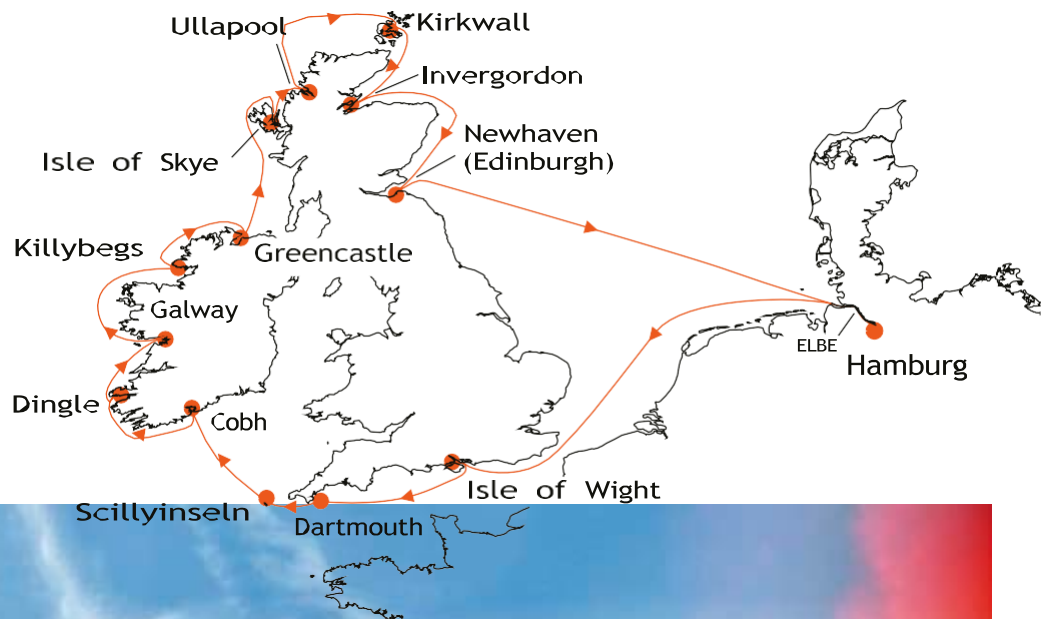 Ullapool
Kirkwall
Invergordon
Newhaven
(Edinburgh)
Isle of Skye
Killybegs
Greencastle
Galway
ELBE
Hamburg
Dingle
Cobh
Isle of Wight
Scillyinseln
Dartmouth